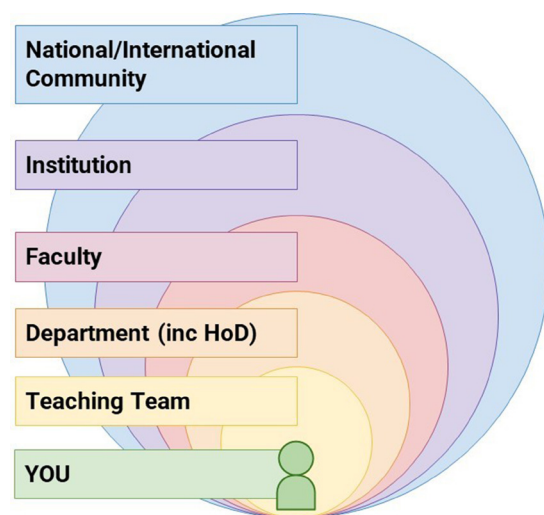 National/International
Community
Institution
Faculty
Department (inc HoD)
Teaching Team
YOU